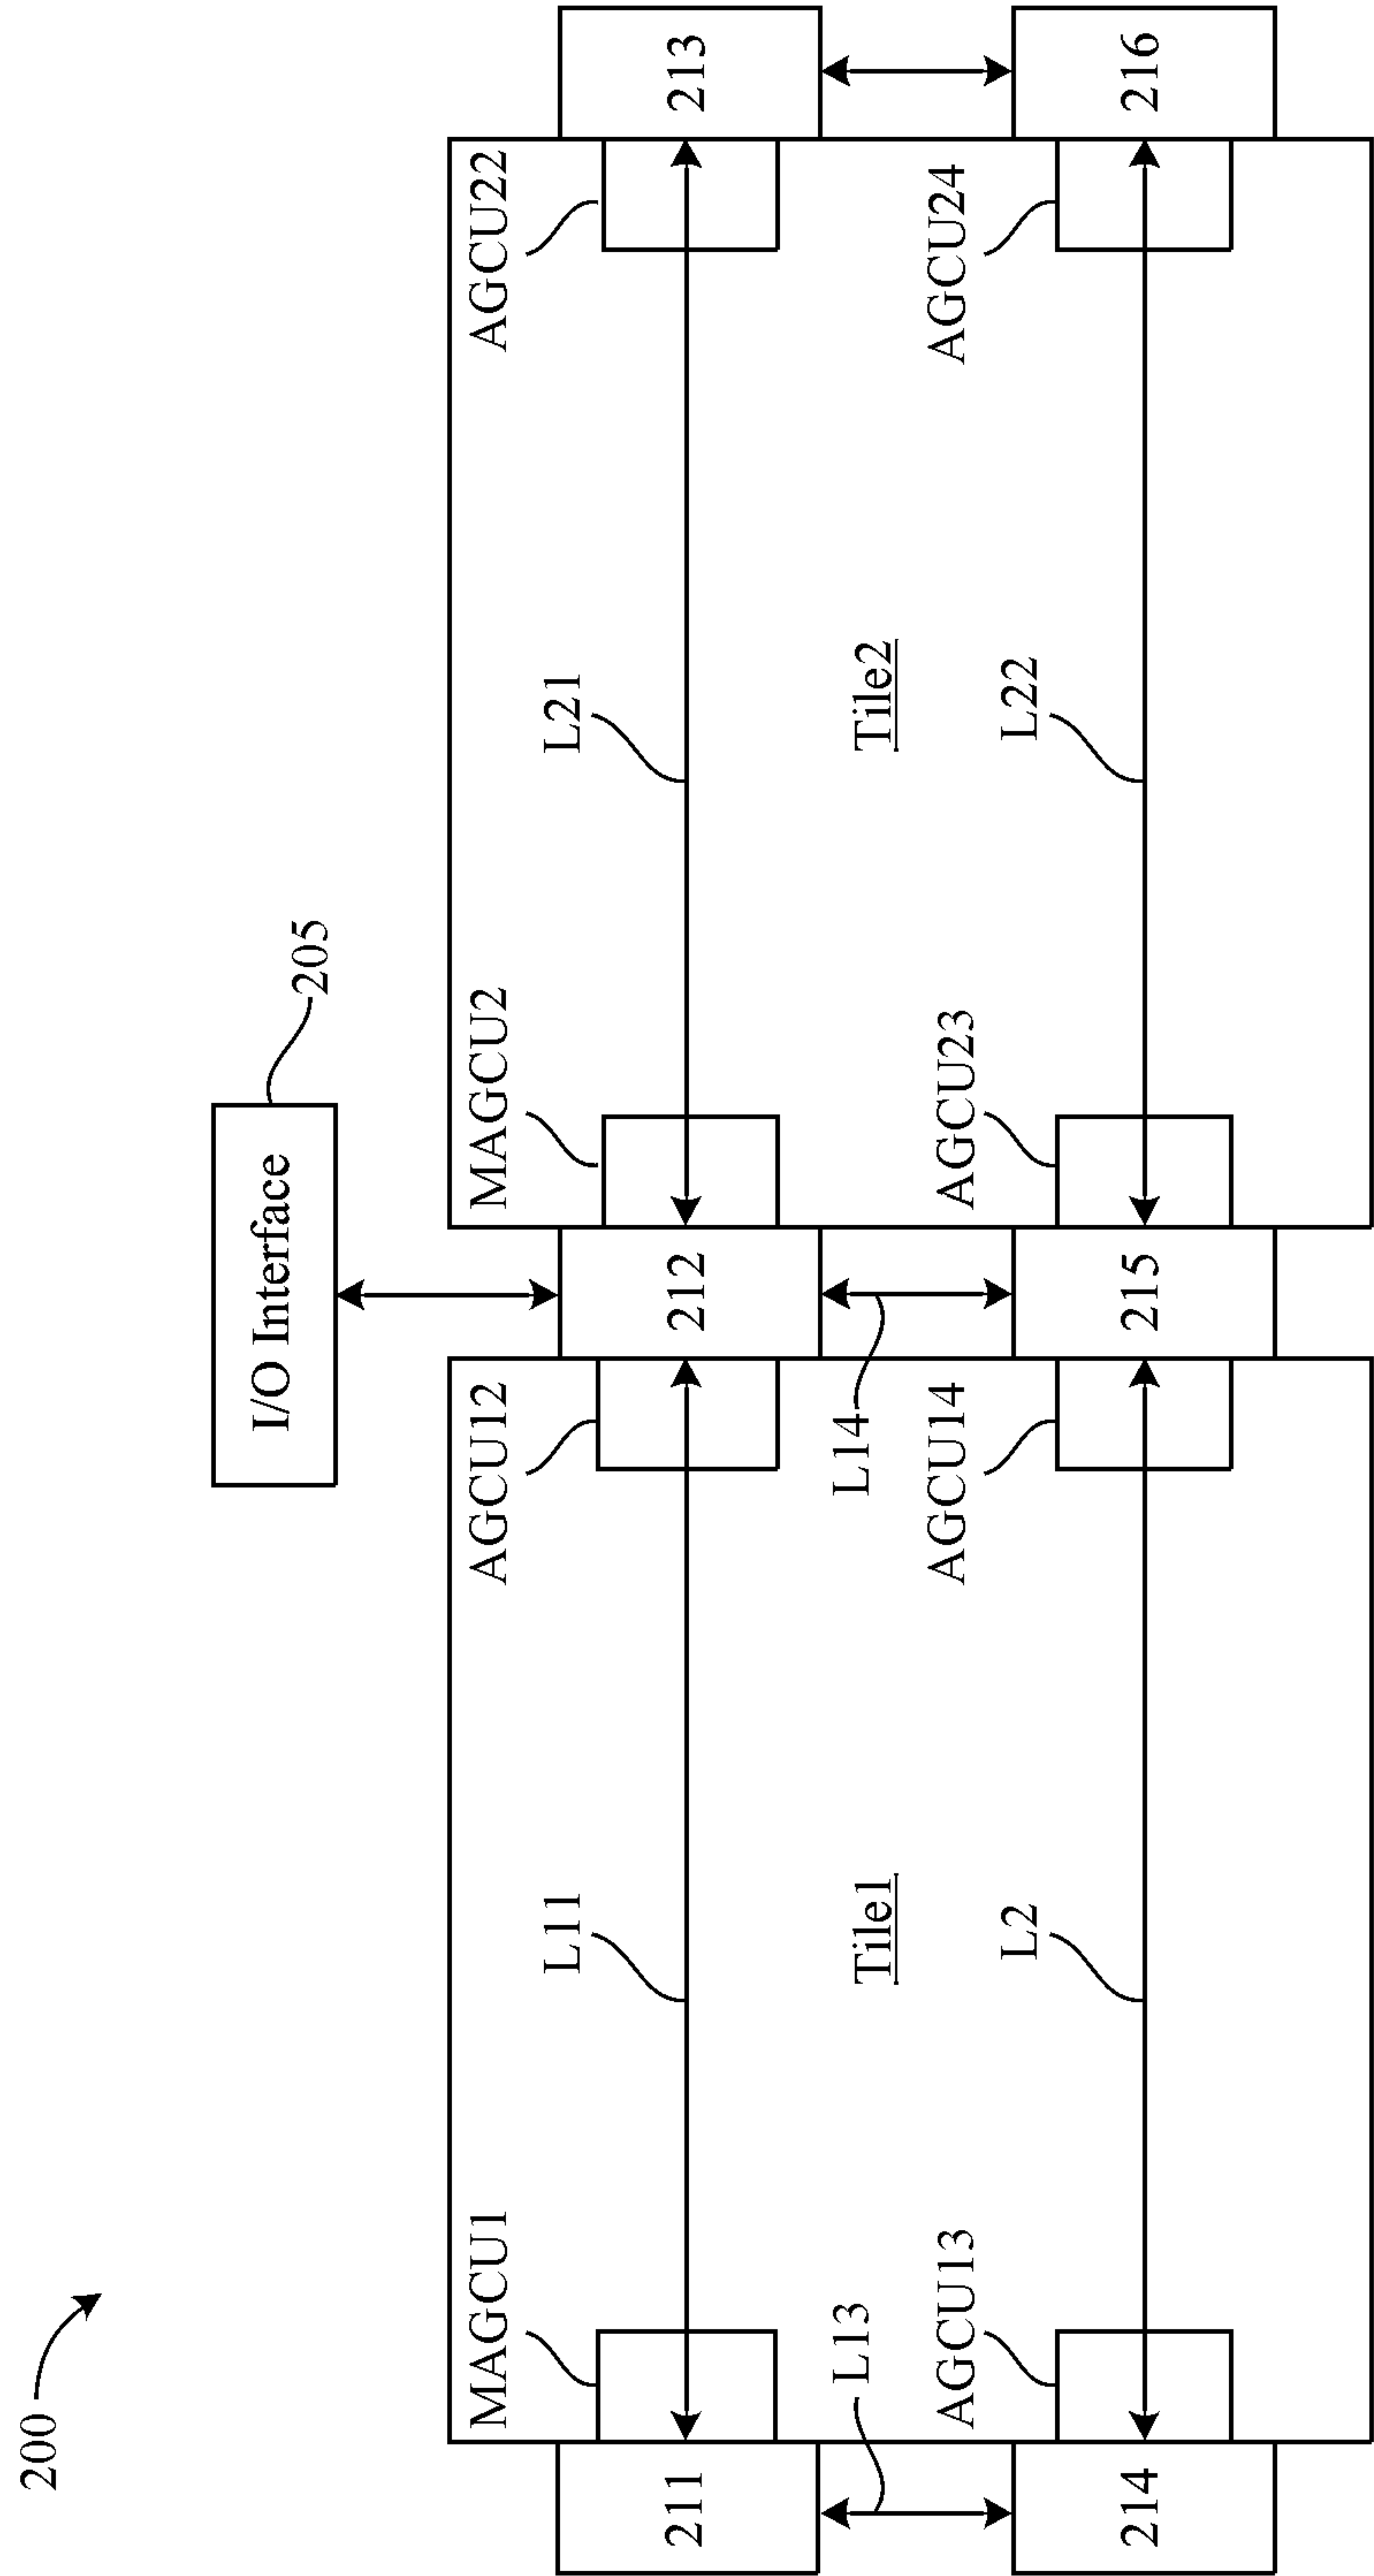 200
I/O Interface
205
MAGCU1
AGCU12
MAGCU2
AGCU22
L11
L21
211
212
213
L13
Tile1
L14
Tile2
AGCU13
AGCU14
AGCU23
AGCU24
L2
L22
214
215
216